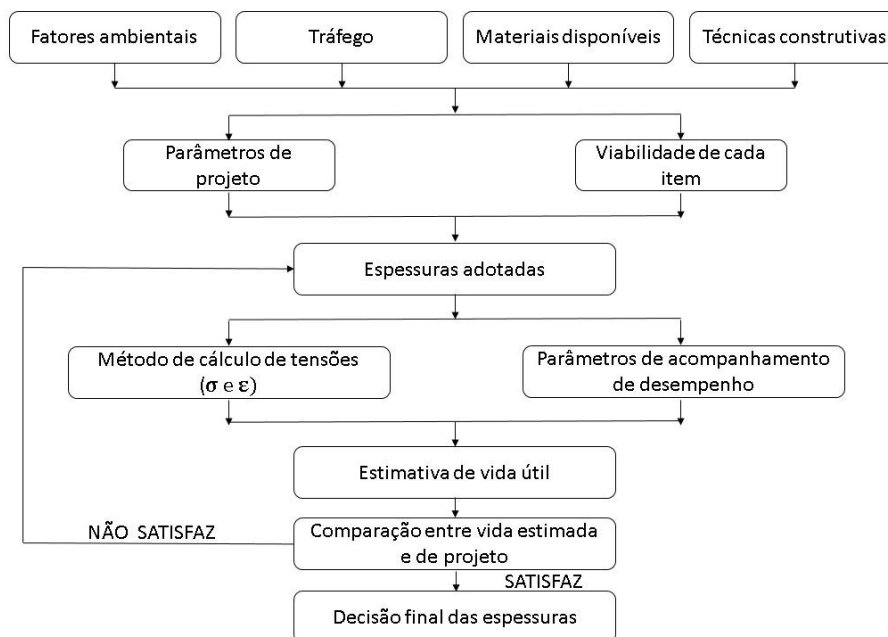 Fatores ambientais
Tráfego
Materiais disponíveis
Técnicas construtivas
Parâmetros de
projeto
Viabilidade de cada
item
Espessuras adotadas
Método de cálculo de tensões
(σ e ε)
Parâmetros de acompanhamento
de desempenho
Estimativa de vida útil
NÃO SATISFAZ
Comparação entre vida estimada
e de projeto
SATISFAZ
Decisão final das espessuras